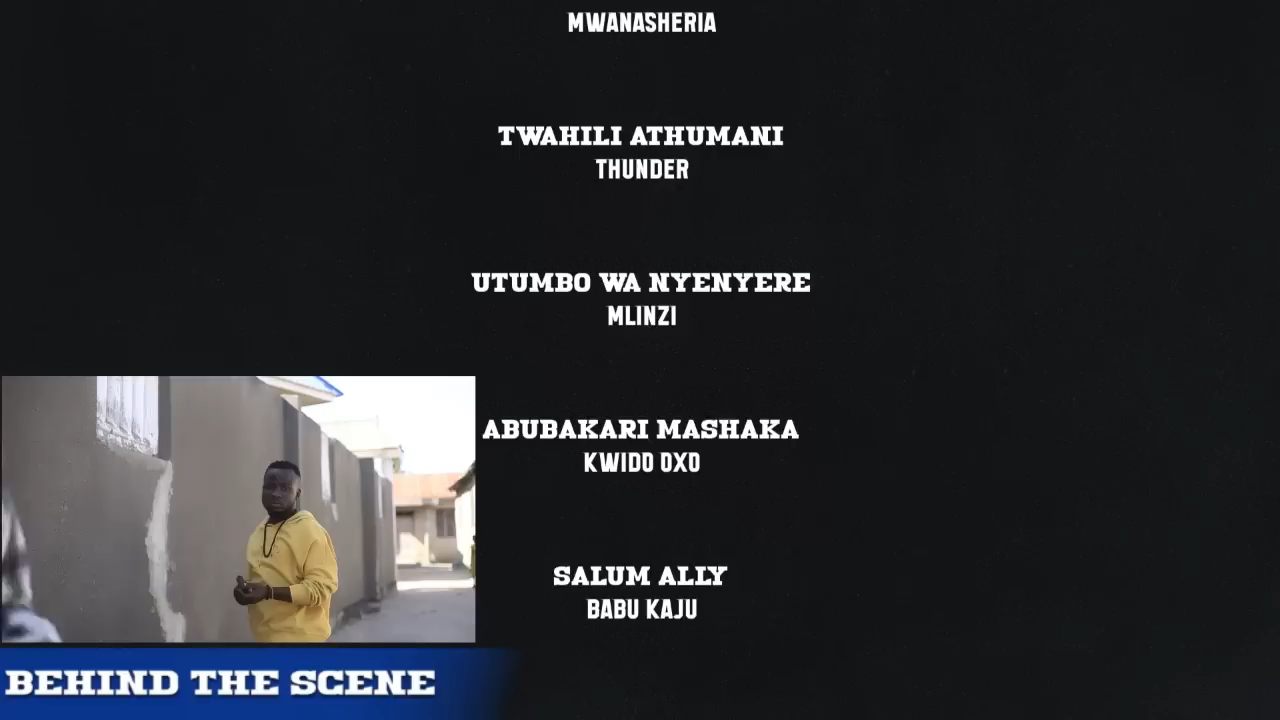 MWANASHERIA
TWAHILI ATHUMANI
THUNDER
UTUMBO WA NYENYERE
MLINZI
ABUBAKARI MASHAKA
KWIDO OXO
SALUM ALLY
BABU KAJU
BEHIND THE SCENE